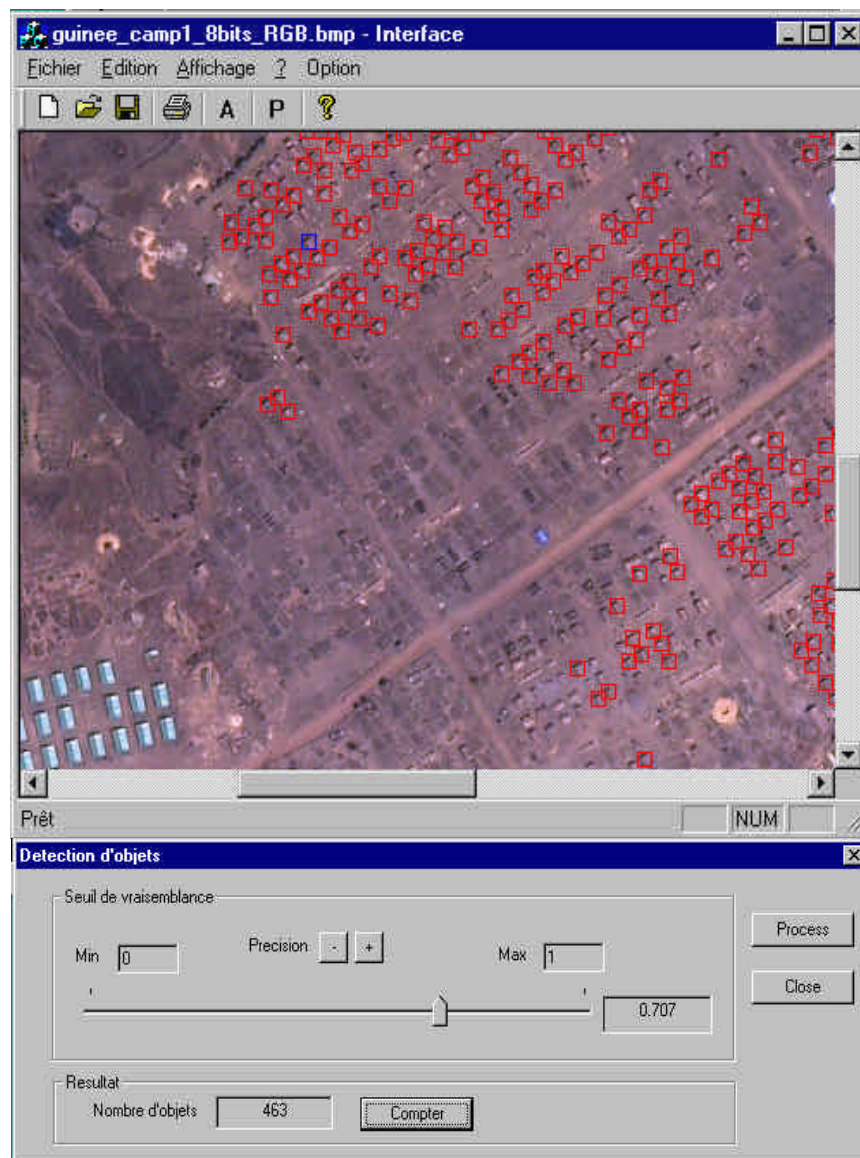 guinee_camp1_8bits_RGB.bmp - Interface
Fichier Edition Affichage ? Option
A P
Prêt NUM
Detection d'objets
Seuil de vraisemblance
Min 0 Precision - + Max 1
Process
Close
0.707
Resultat
Nombre d'objets 463 Compter